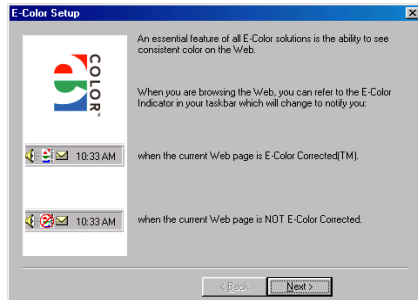 E-Color Setup
An essential feature of all E-Color solutions is the ability to see
consistent color on the Web.
COLOR
When you are browsing the Web, you can refer to the E-Color
Indicator in your taskbar which will change to notify you:
10:33 AM
when the current Web page is E-Color Corrected(TM).
10:33 AM
when the current Web page is NOT E-Color Corrected.
< Back
Next >